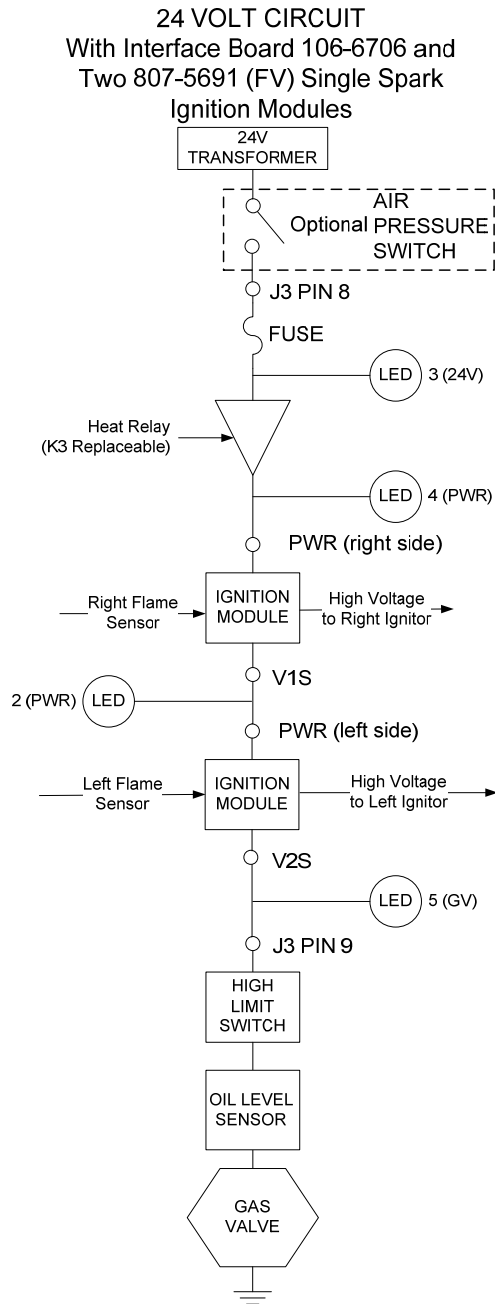 24 VOLT CIRCUIT
With Interface Board 106-6706 and
Two 807-5691 (FV) Single Spark
Ignition Modules
24V
TRANSFORMER
Optional
AIR
PRESSURE
SWITCH
J3 PIN 8
FUSE
LED
3 (24V)
Heat Relay
(K3 Replaceable)
LED
4 (PWR)
PWR (right side)
Right Flame
Sensor
IGNITION
MODULE
High Voltage
to Right Ignitor
V1S
2 (PWR)
LED
PWR (left side)
Left Flame
Sensor
IGNITION
MODULE
High Voltage
to Left Ignitor
V2S
LED
5 (GV)
J3 PIN 9
HIGH
LIMIT
SWITCH
OIL LEVEL
SENSOR
GAS
VALVE